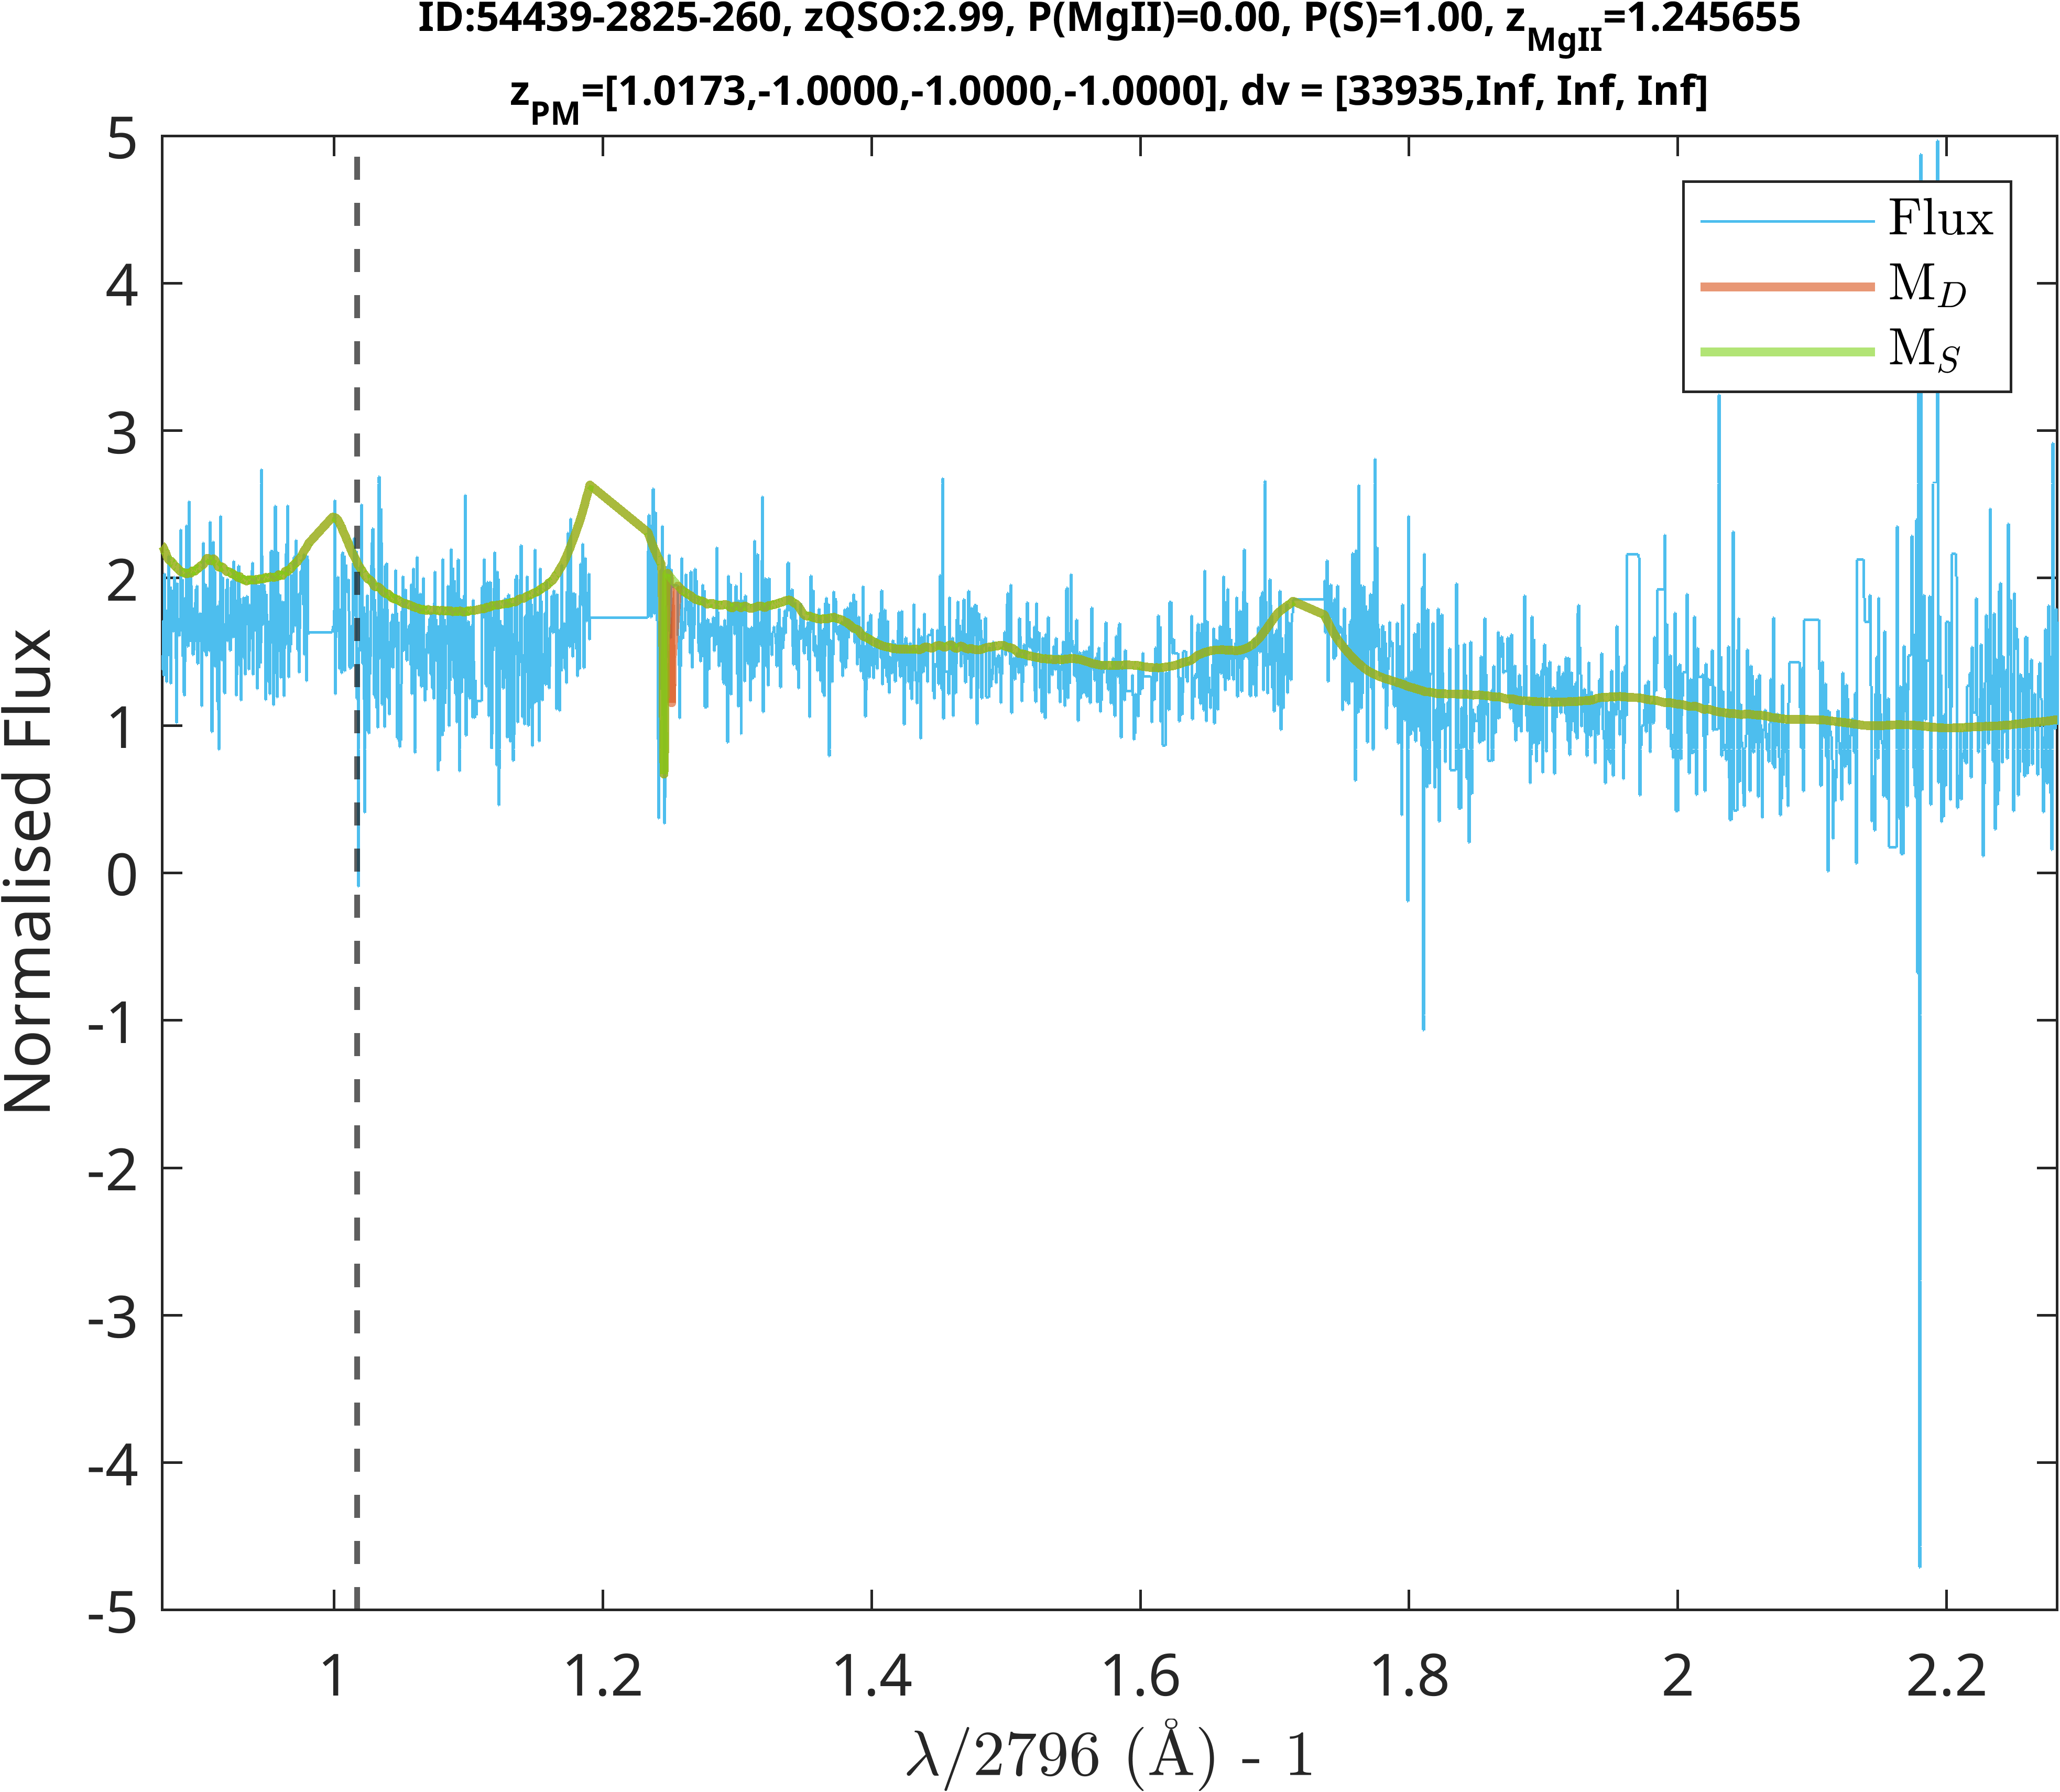 ID:54439-2825-260, zQSO:2.99, P(MgII)=0.00, P(S)=1.00, zMgII=1.245655
zPM=[1.0173,-1.0000,-1.0000,-1.0000], dv = [33935,Inf, Inf, Inf]
5
4
3
2
1
0
-1
-2
-3
-4
-5
Normalised Flux
Flux
MD
MS
1
1.2
1.4
1.6
1.8
2
2.2
λ/2796 (Å) - 1